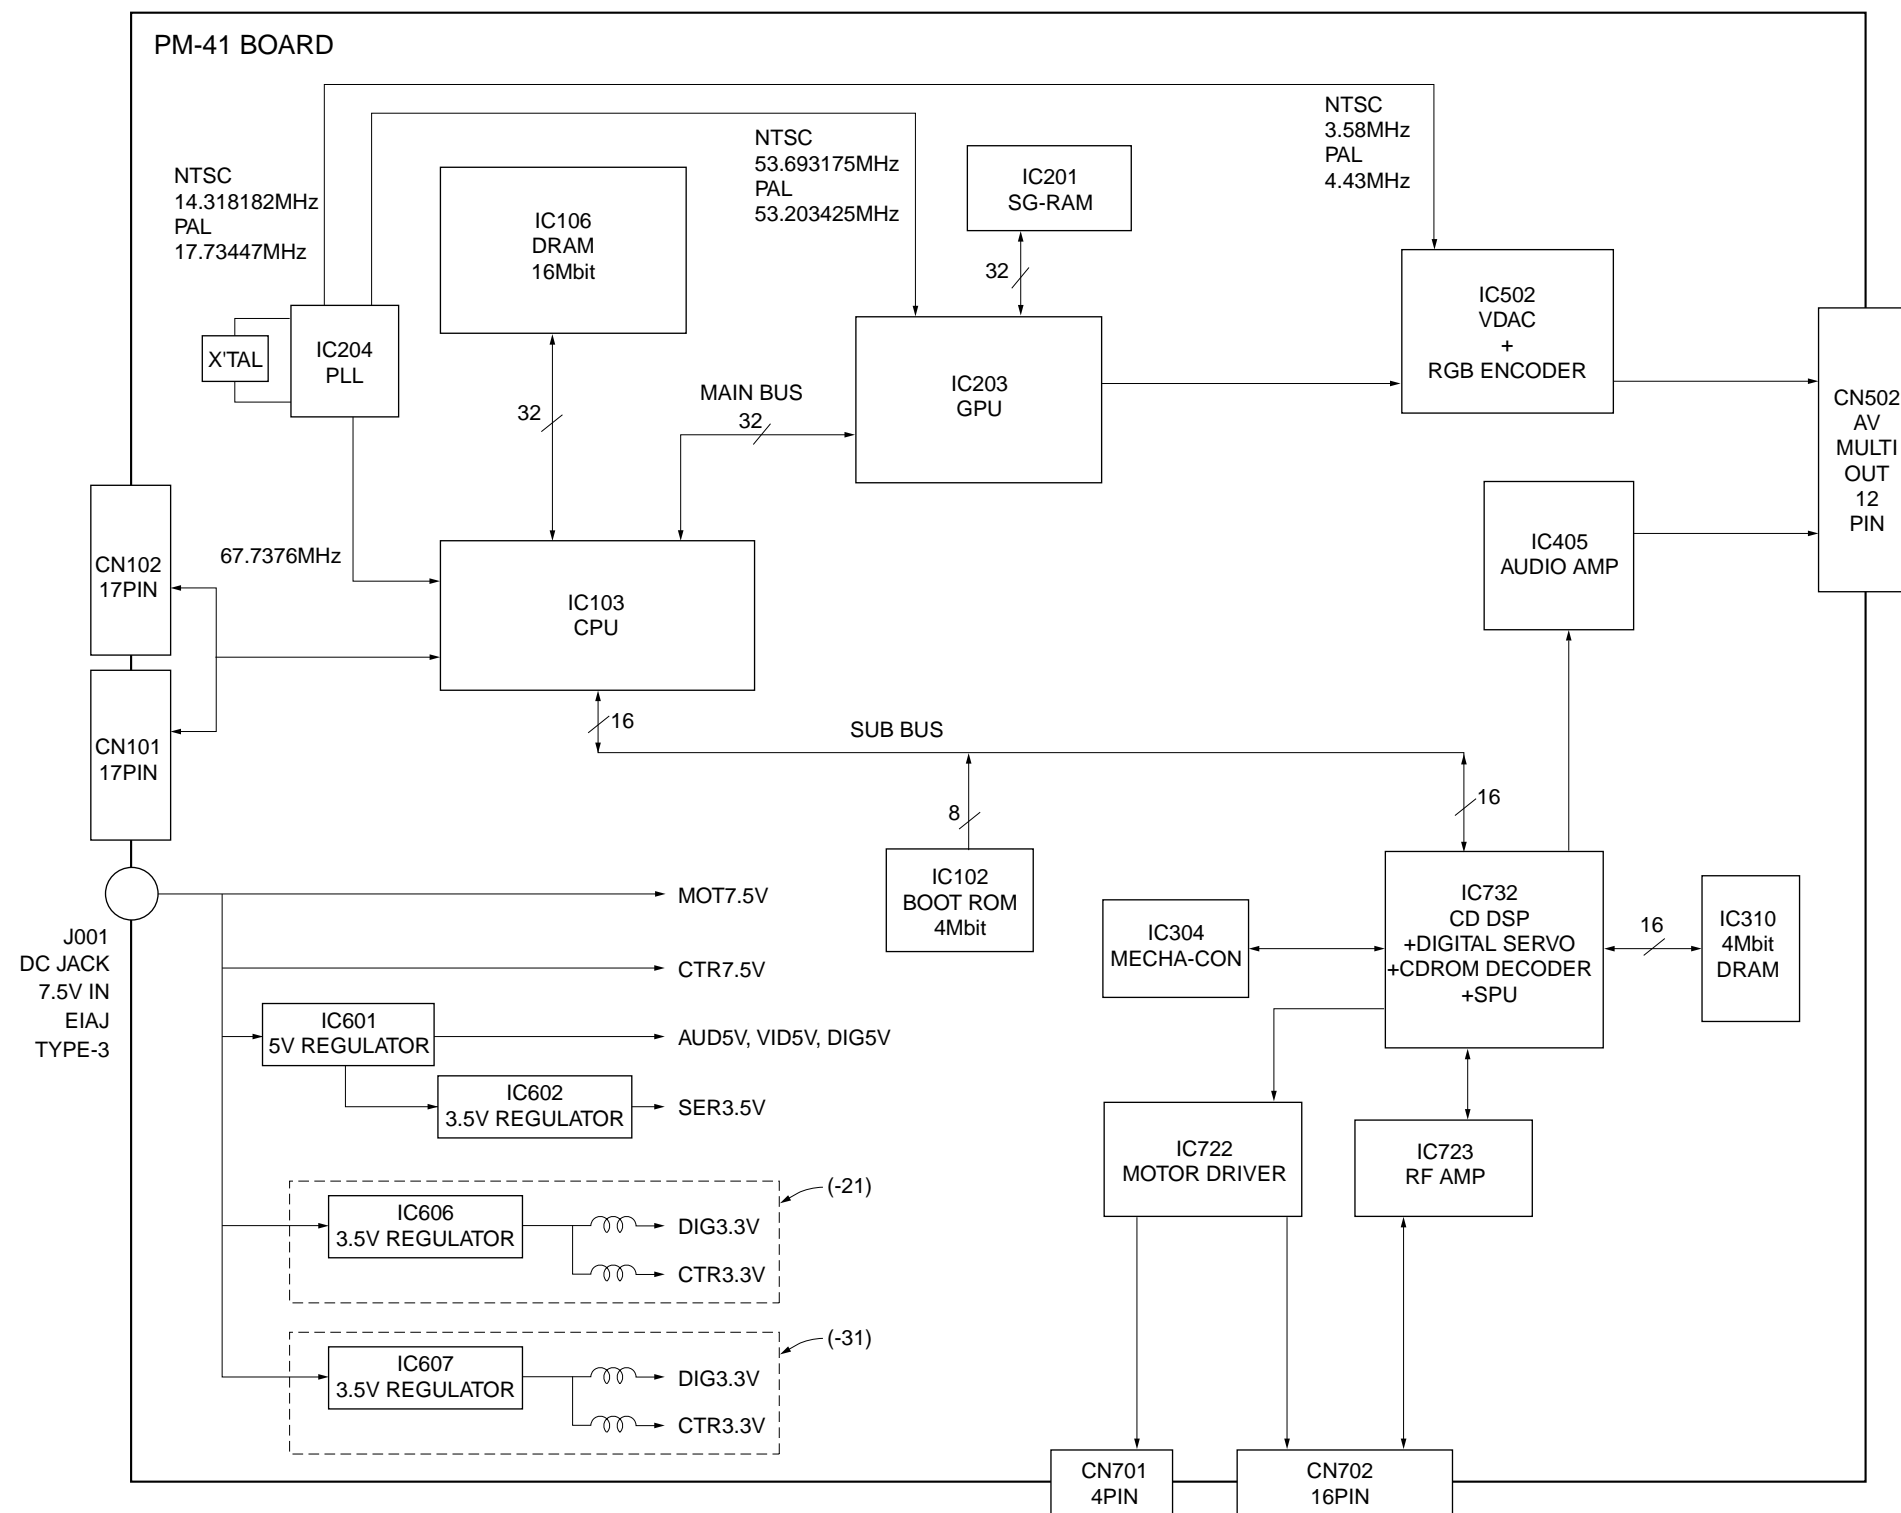 PM-41 BOARD
NTSC
14.318182MHz
PAL
17.73447MHz
NTSC
53.693175MHz
PAL
53.203425MHz
NTSC
3.58MHz
PAL
4.43MHz
IC106
DRAM
16Mbit
IC201
SG-RAM
32
X'TAL
IC204
PLL
IC502
VDAC
+
RGB ENCODER
IC203
GPU
MAIN BUS
32
32
CN502
AV
MULTI
OUT
12
PIN
CN102
17PIN
67.7376MHz
IC103
CPU
IC405
AUDIO AMP
CN101
17PIN
16
SUB BUS
8
16
IC102
BOOT ROM
4Mbit
IC304
MECHA-CON
IC732
CD DSP
+DIGITAL SERVO
+CDROM DECODER
+SPU
16
IC310
4Mbit
DRAM
J001
DC JACK
7.5V IN
EIAJ
TYPE-3
MOT7.5V
CTR7.5V
IC601
5V REGULATOR
AUD5V, VID5V, DIG5V
IC602
3.5V REGULATOR
SER3.5V
IC722
MOTOR DRIVER
IC723
RF AMP
(-21)
IC606
3.5V REGULATOR
DIG3.3V
CTR3.3V
(-31)
IC607
3.5V REGULATOR
DIG3.3V
CTR3.3V
CN701
4PIN
CN702
16PIN